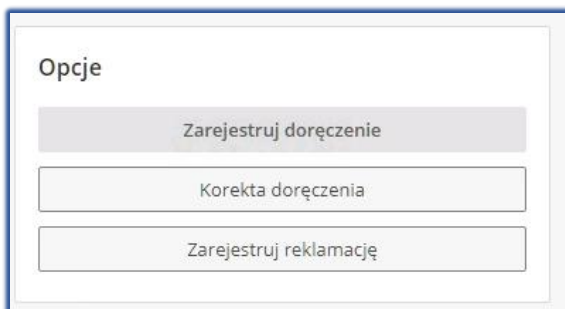 Opcje
Zarejestruj doręczenie
Korekta doręczenia
Zarejestruj reklamację